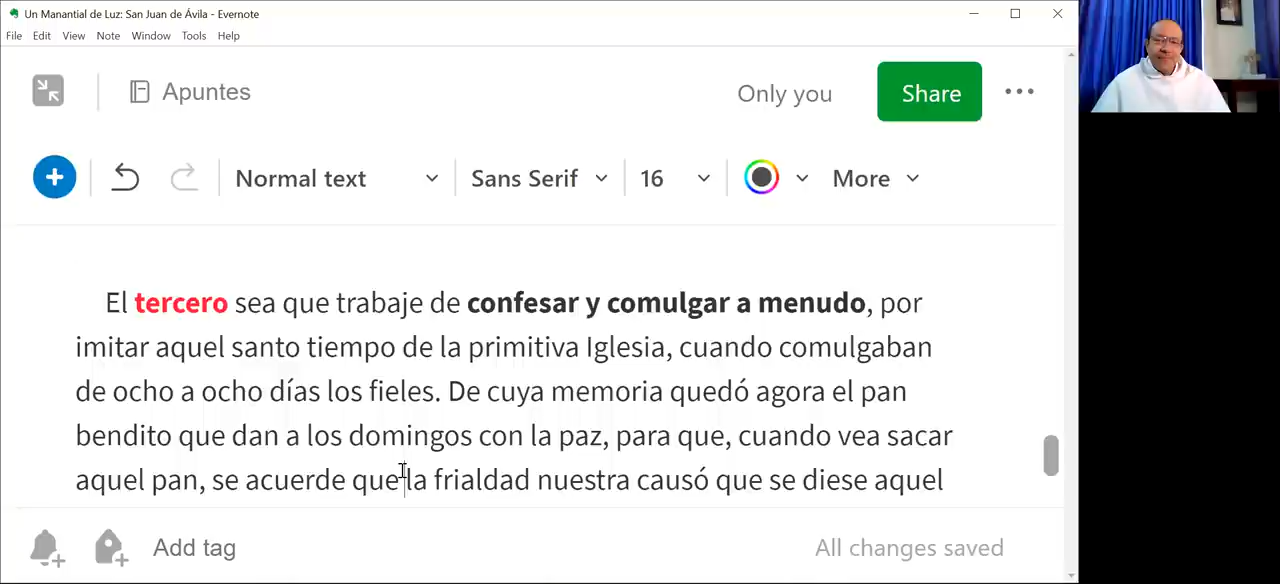 Un Manantial de Luz: San Juan de Ávila - Evernote
File Edit View Note Window Tools Help
Apuntes
Only you
Share
Normal text
Sans Serif
16
More
El tercero sea que trabaje de confesar y comulgar a menudo, por
imitar aquel santo tiempo de la primitiva Iglesia, cuando comulgaban
de ocho a ocho días los fieles. De cuya memoria quedó agora el pan
bendito que dan a los domingos con la paz, para que, cuando vea sacar
aquel pan, se acuerde que la frialdad nuestra causó que se diese aquel
Add tag
All changes saved